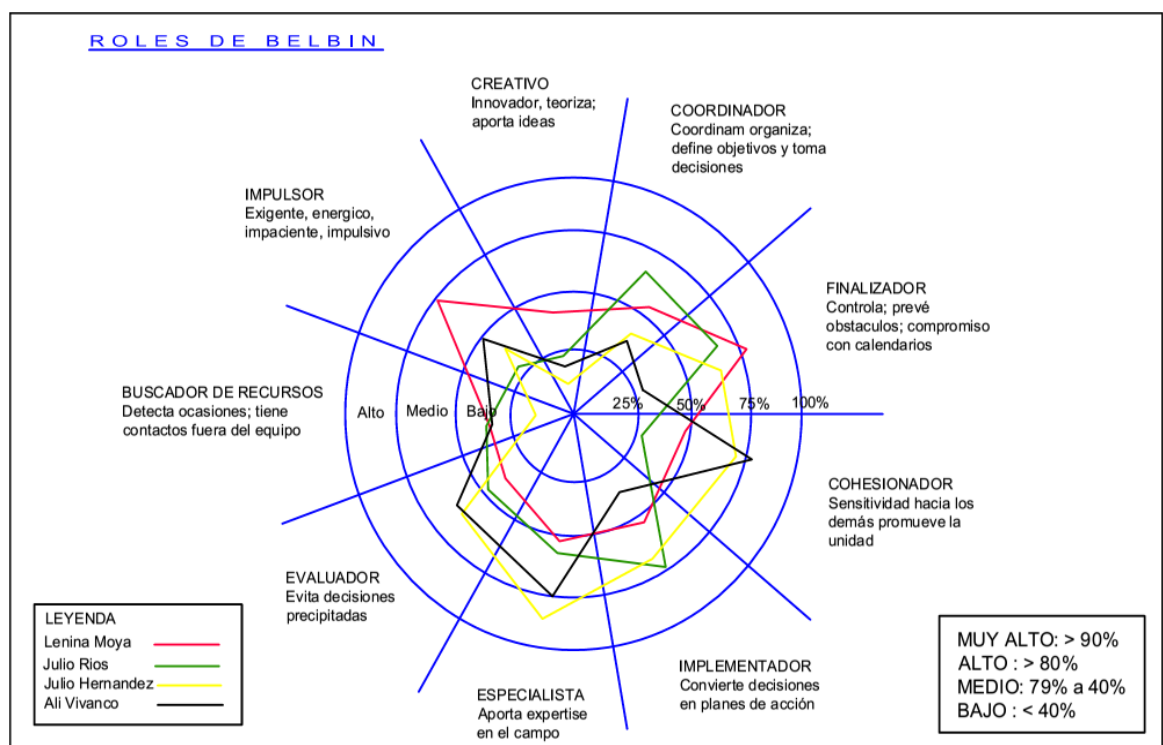 ROLES DE BELBIN
CREATIVO
Innovador, teoriza;
aporta ideas
COORDINADOR
Coordinam organiza;
define objetivos y toma
decisiones
IMPULSOR
Exigente, energico,
impaciente, impulsivo
FINALIZADOR
Controla; prevé
obstaculos; compromiso
con calendarios
BUSCADOR DE RECURSOS
Detecta ocasiones; tiene
contactos fuera del equipo
Alto Medio Bajo 25% 50% 75% 100%
COHESIONADOR
Sensitividad hacia los
demás promueve la
unidad
EVALUADOR
Evita decisiones
precipitadas
ESPECIALISTA
Aporta expertise
en el campo
IMPLEMENTADOR
Convierte decisiones
en planes de acción
LEYENDA
Lenina Moya
Julio Rios
Julio Hernandez
Ali Vivanco
MUY ALTO: > 90%
ALTO : > 80%
MEDIO: 79% a 40%
BAJO : < 40%